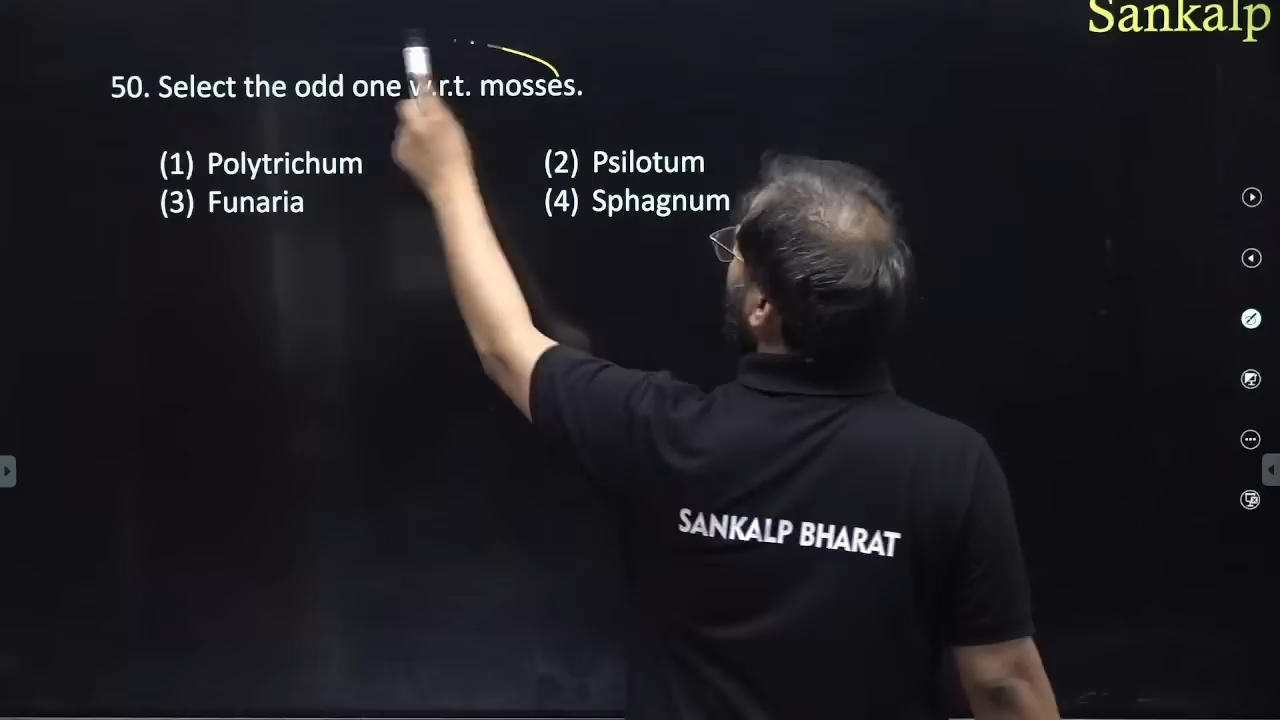 Sankalp
50. Select the odd one w.r.t. mosses.
(1) Polytrichum (2) Psilotum
(3) Funaria (4) Sphagnum
SANKALP BHARAT